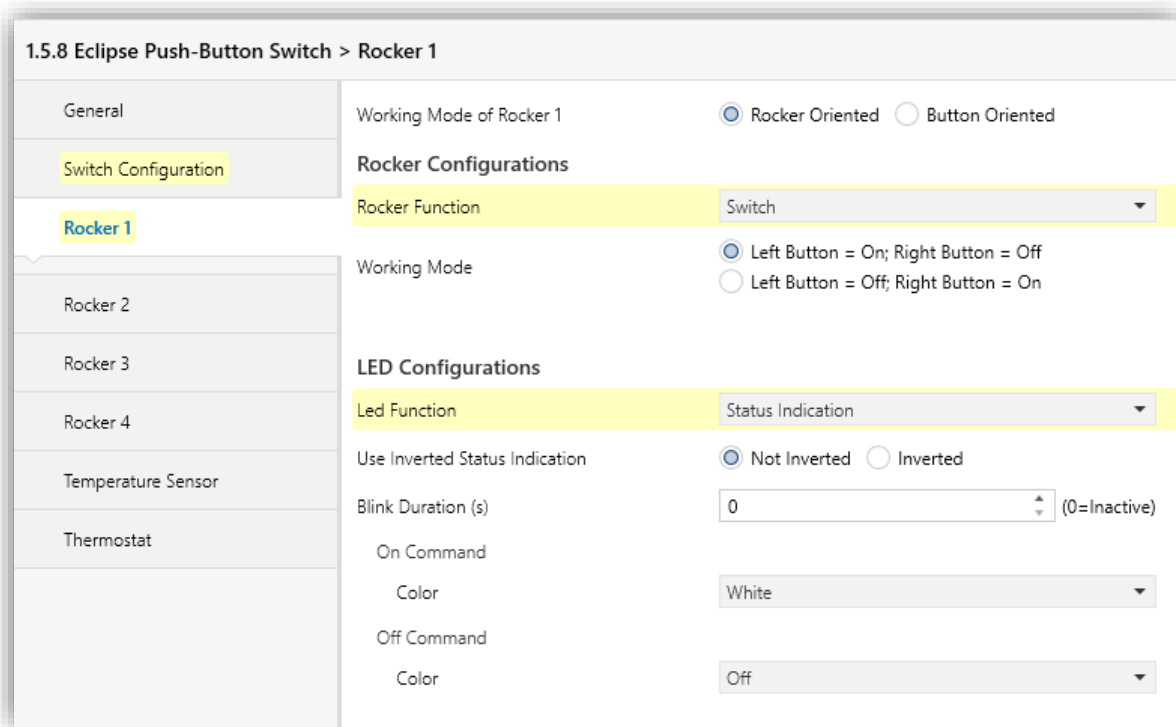 1.5.8 Eclipse Push-Button Switch > Rocker 1
General
Switch Configuration
Rocker 1
Rocker 2
Rocker 3
Rocker 4
Temperature Sensor
Thermostat
Working Mode of Rocker 1 Rocker Oriented Button Oriented
Rocker Configurations
Rocker Function Switch
Working Mode Left Button = On; Right Button = Off
Left Button = Off; Right Button = On
LED Configurations
Led Function Status Indication
Use Inverted Status Indication Not Inverted Inverted
Blink Duration (s) 0 (0=Inactive)
On Command
Color White
Off Command
Color Off